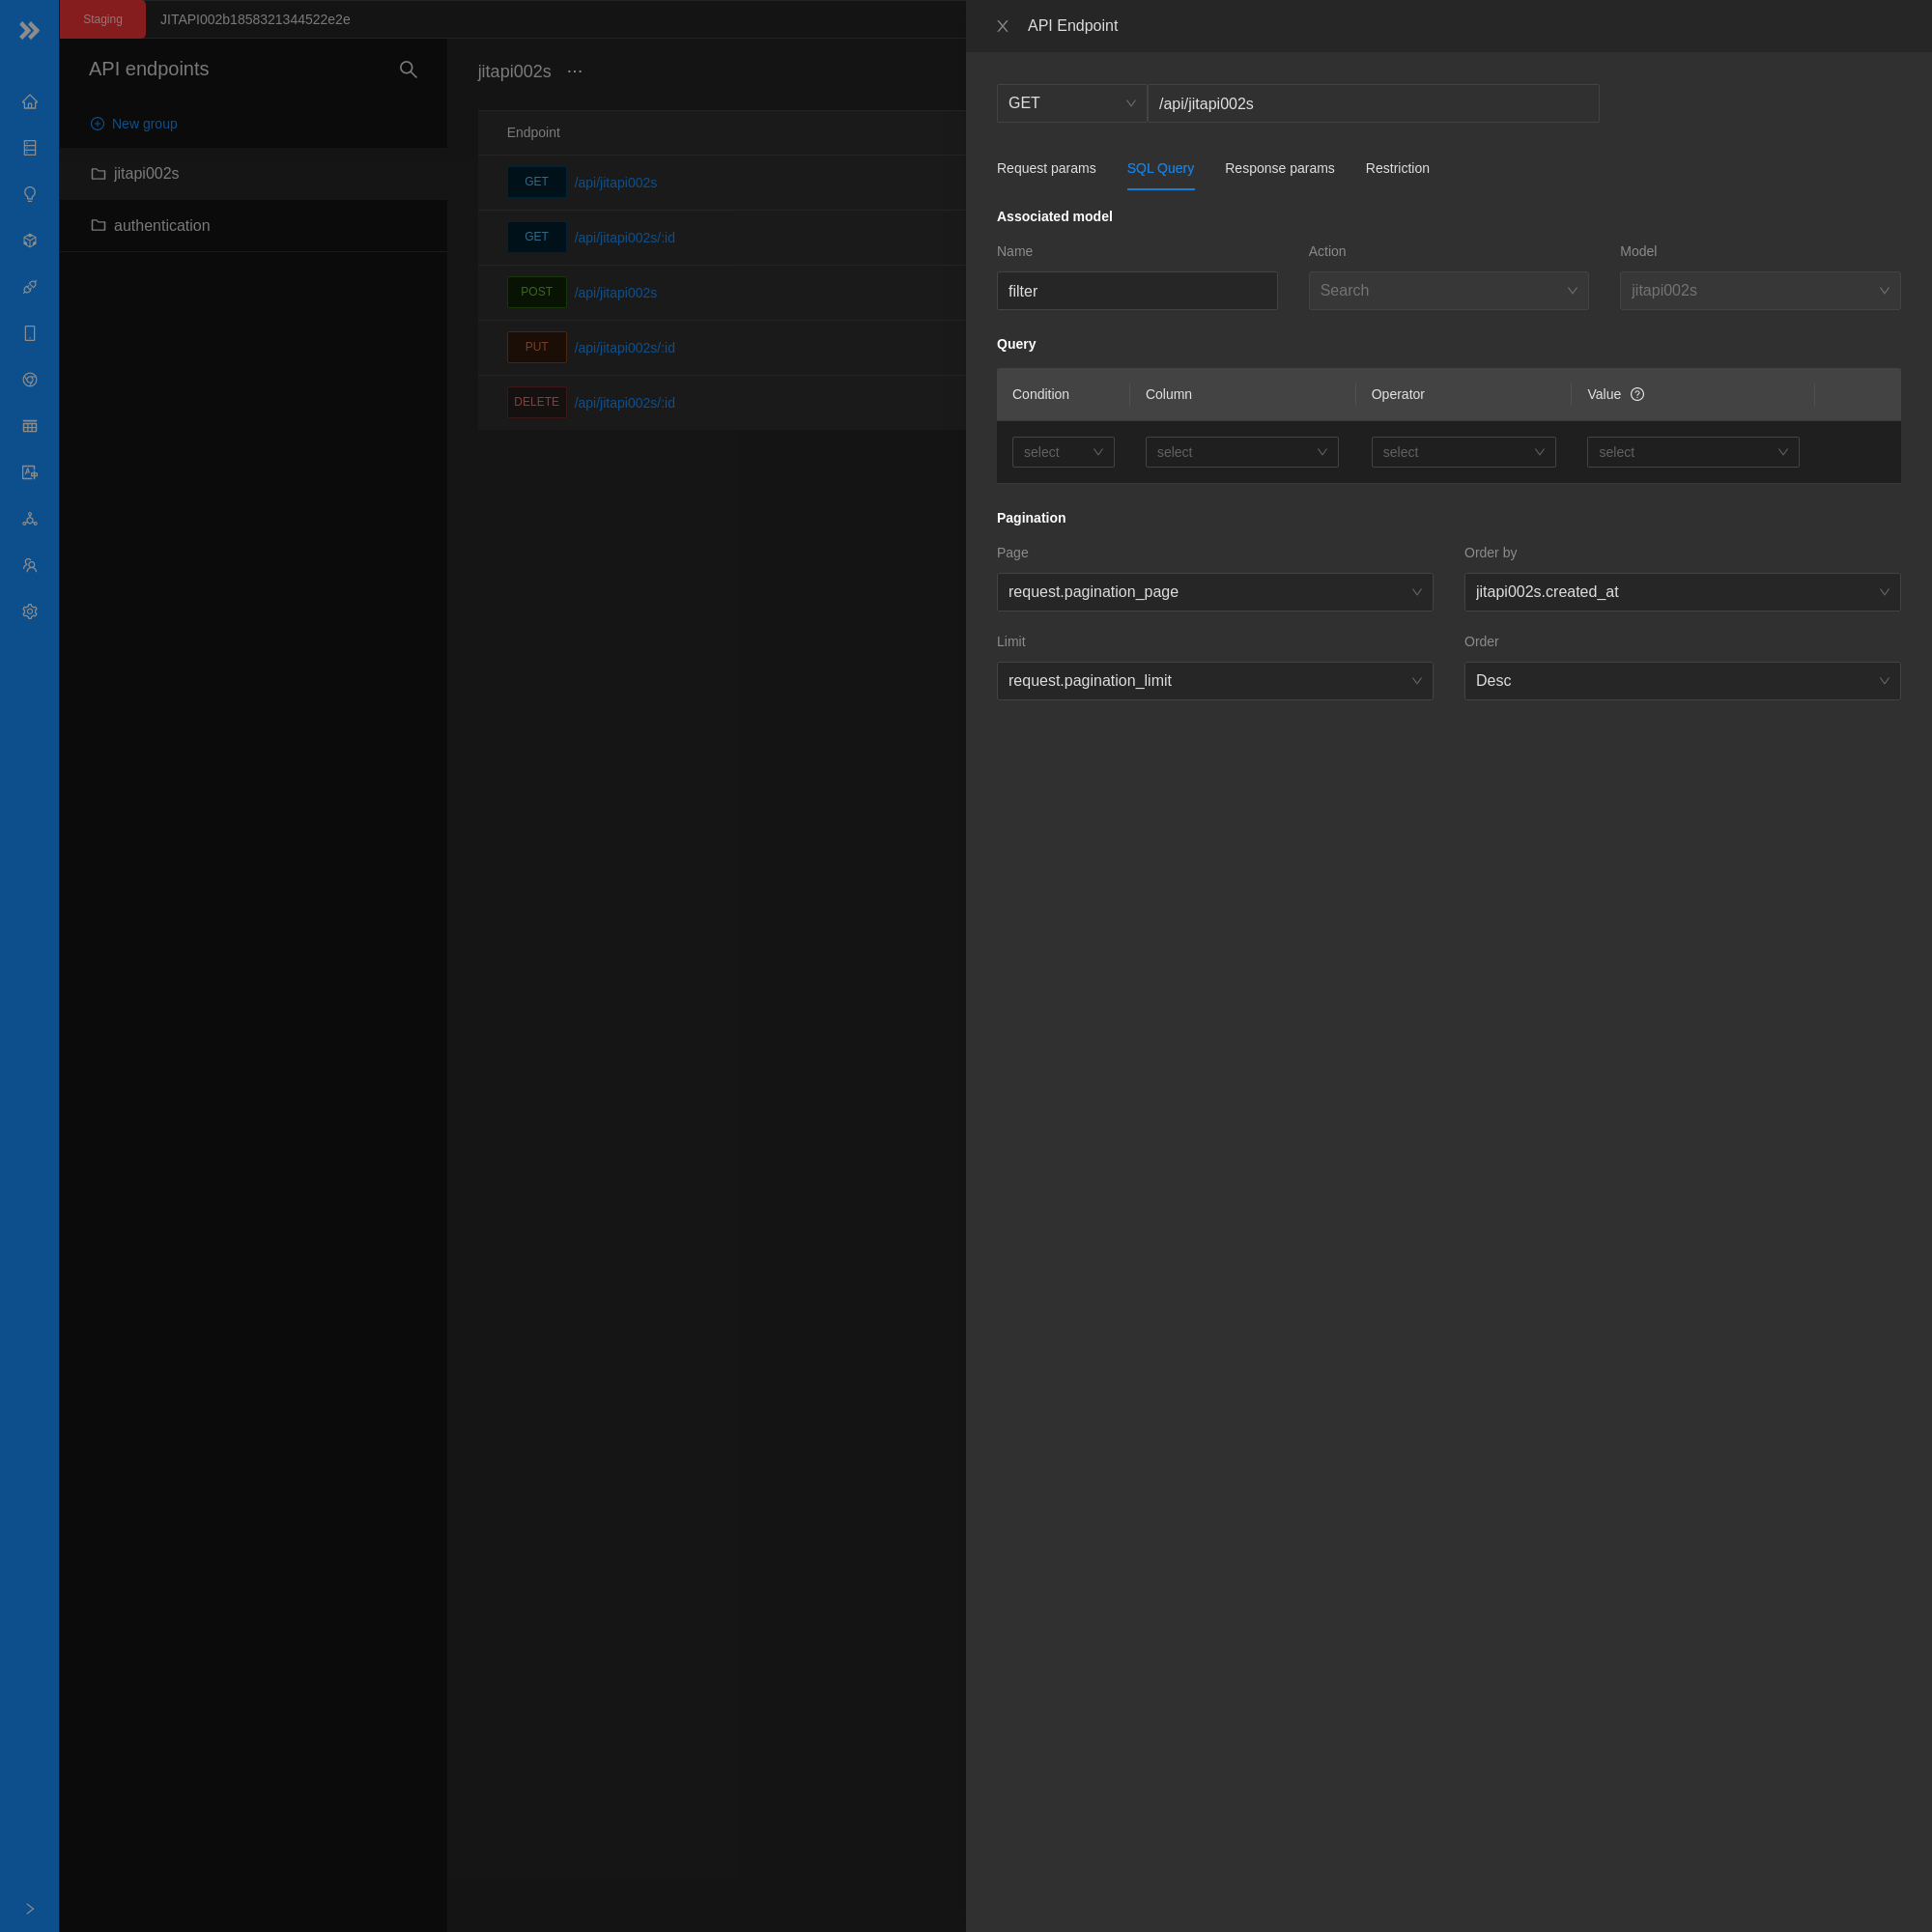 Staging JITAPI002b1858321344522e2e
API endpoints
New group
jitapi002s
authentication
jitapi002s ···
Endpoint
GET /api/jitapi002s
GET /api/jitapi002s/:id
POST /api/jitapi002s
PUT /api/jitapi002s/:id
DELETE /api/jitapi002s/:id
API Endpoint
GET /api/jitapi002s
Request params SQL Query Response params Restriction
Associated model
Name Action Model
filter Search jitapi002s
Query
Condition Column Operator Value
select select select select
Pagination
Page Order by
request.pagination_page jitapi002s.created_at
Limit Order
request.pagination_limit Desc